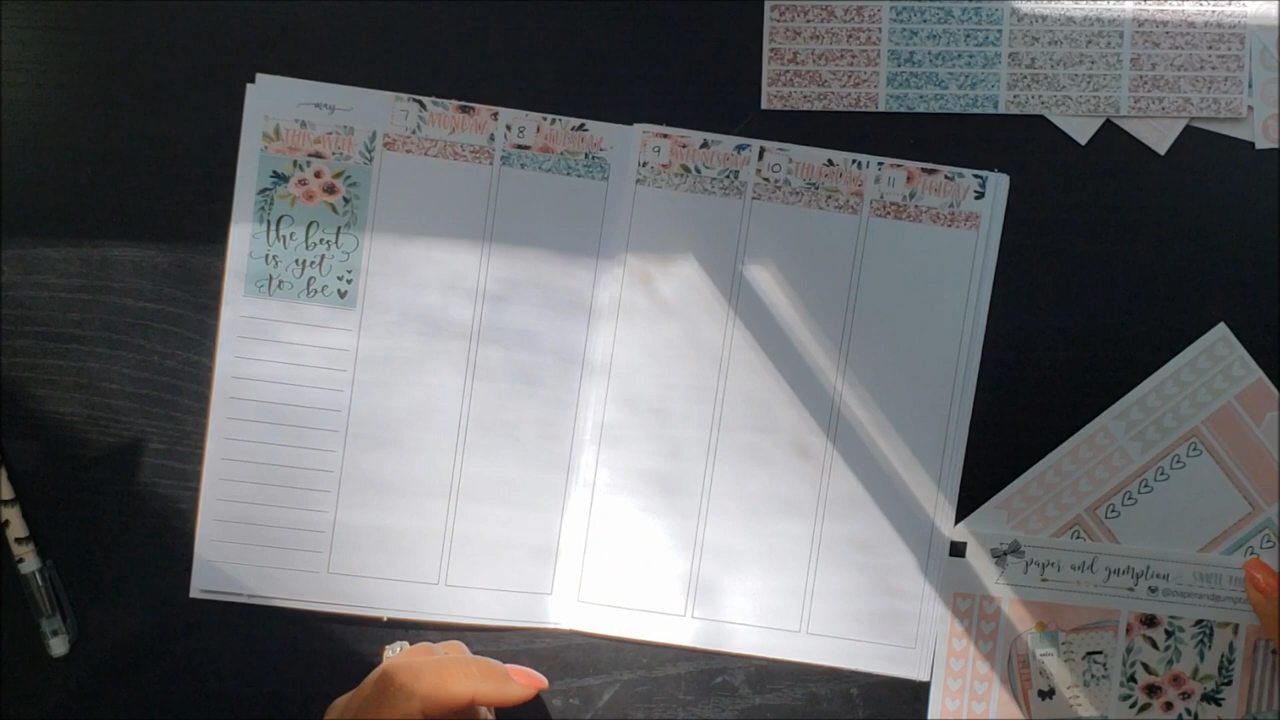 may
THIS WEEK
the best
is yet
to be
7 MONDAY
8 TUESDAY
9 WEDNESDAY
10 THURSDAY
11 FRIDAY
paper and gumption
@paperandgump